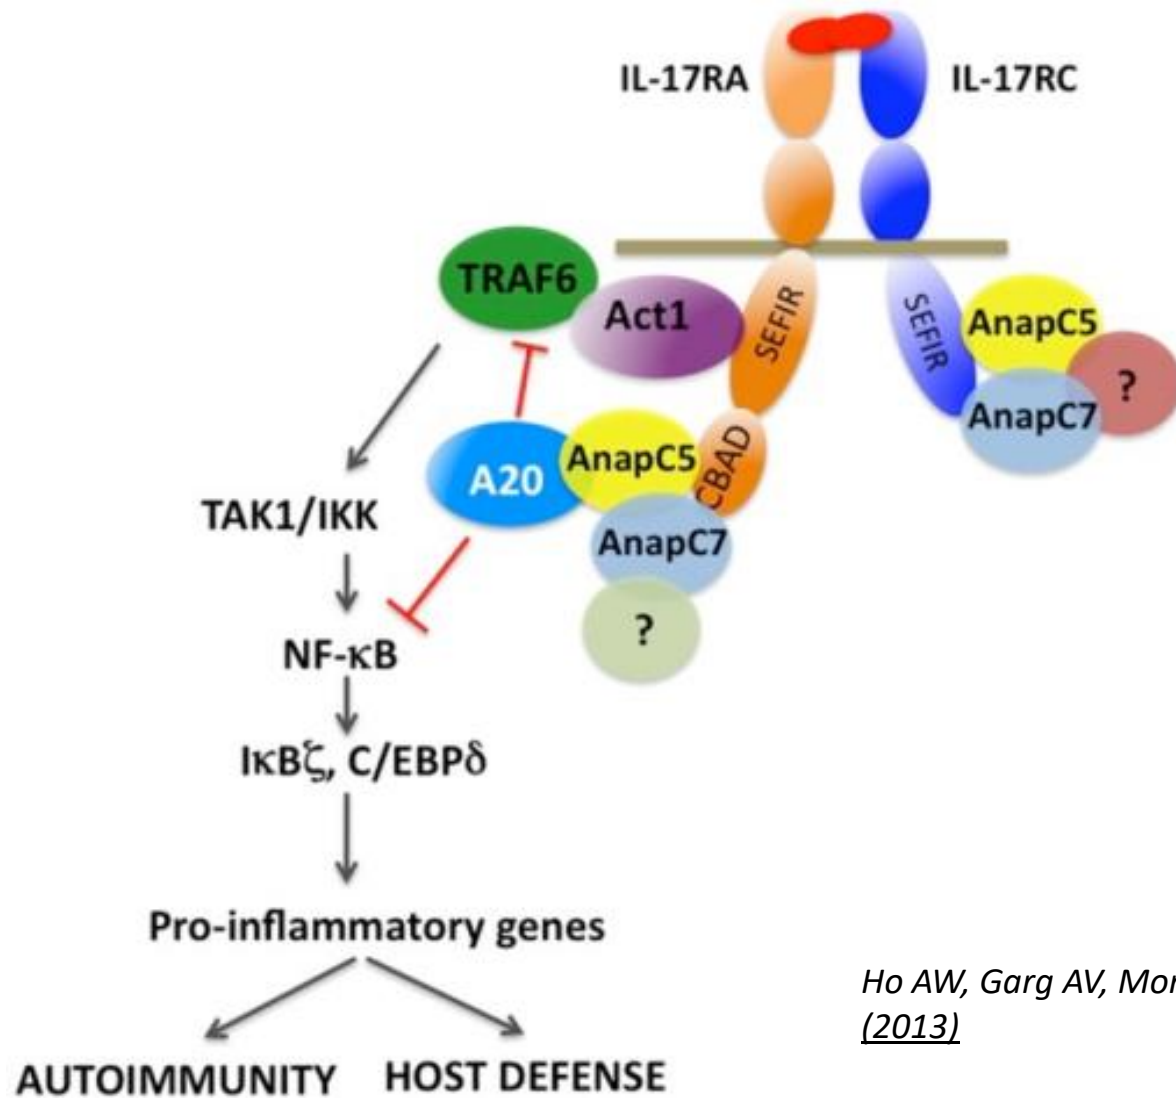 IL-17RA
IL-17RC
TRAF6
Act1
SEFIR
SEFIR
AnapC5
?
AnapC7
A20
AnapC5
CBAD
AnapC7
?
TAK1/IKK
NF-κB
IκBζ, C/EBPδ
Pro-inflammatory genes
AUTOIMMUNITY
HOST DEFENSE
Ho AW, Garg AV, Mon
(2013)